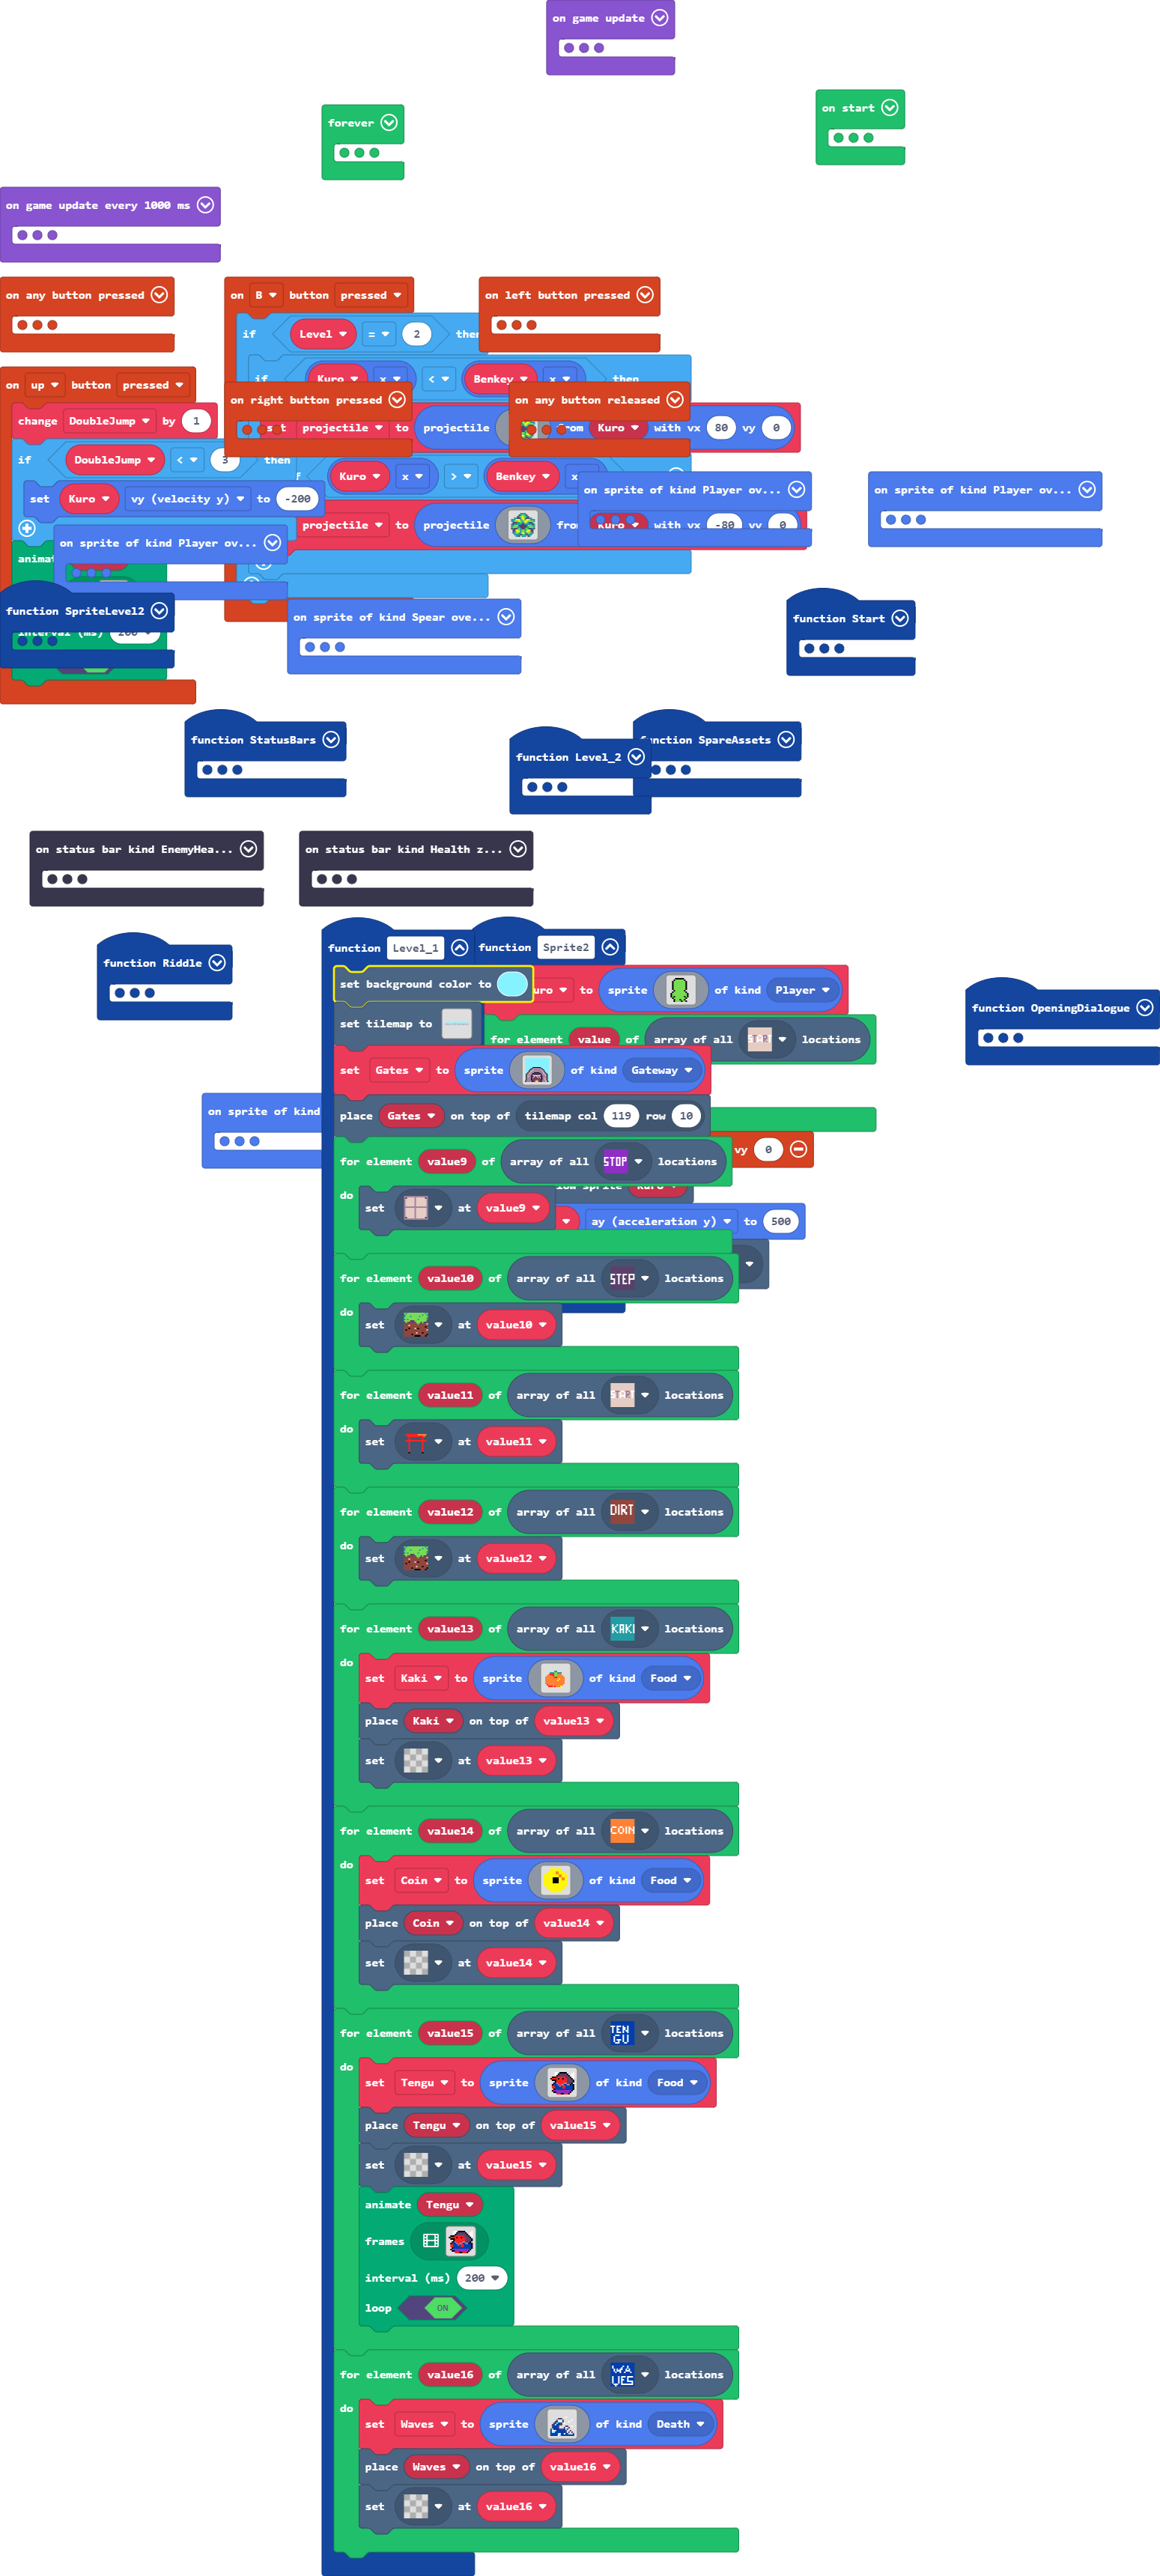 on game update
on start
forever
on game update every 1000 ms
on any button pressed
on B button pressed
on left button pressed
if Level = 2 then
if Kuro x < Benkey x then
on up button pressed
on right button pressed
on any button released
change DoubleJump by 1
set projectile to projectile from Kuro with vx 80 vy 0
if DoubleJump < 3 then
Kuro x > Benkey x
on sprite of kind Player ov...
on sprite of kind Player ov...
set Kuro vy (velocity y) to -200
projectile to projectile from Kuro with vx -80 vy 0
on sprite of kind Player ov...
function SpriteLevel2
on sprite of kind Spear ove...
function Start
interval (ms) 200
function StatusBars
function Level_2
function SpareAssets
on status bar kind EnemyHea...
on status bar kind Health z...
function Level_1
function Sprite2
function Riddle
set background color to
to sprite of kind Player
function OpeningDialogue
set tilemap to
for element value of array of all START locations
set Gates to sprite of kind Gateway
on sprite of kind
place Gates on top of tilemap col 119 row 10
vy 0
for element value9 of array of all STOP locations
do
set at value9
ay (acceleration y) to 500
for element value10 of array of all STEP locations
do
set at value10
for element value11 of array of all START locations
do
set at value11
for element value12 of array of all DIRT locations
do
set at value12
for element value13 of array of all KAKI locations
do
set Kaki to sprite of kind Food
place Kaki on top of value13
set at value13
for element value14 of array of all COIN locations
do
set Coin to sprite of kind Food
place Coin on top of value14
set at value14
for element value15 of array of all TEN GU locations
do
set Tengu to sprite of kind Food
place Tengu on top of value15
set at value15
animate Tengu
frames
interval (ms) 200
loop ON
for element value16 of array of all WA VES locations
do
set Waves to sprite of kind Death
place Waves on top of value16
set at value16